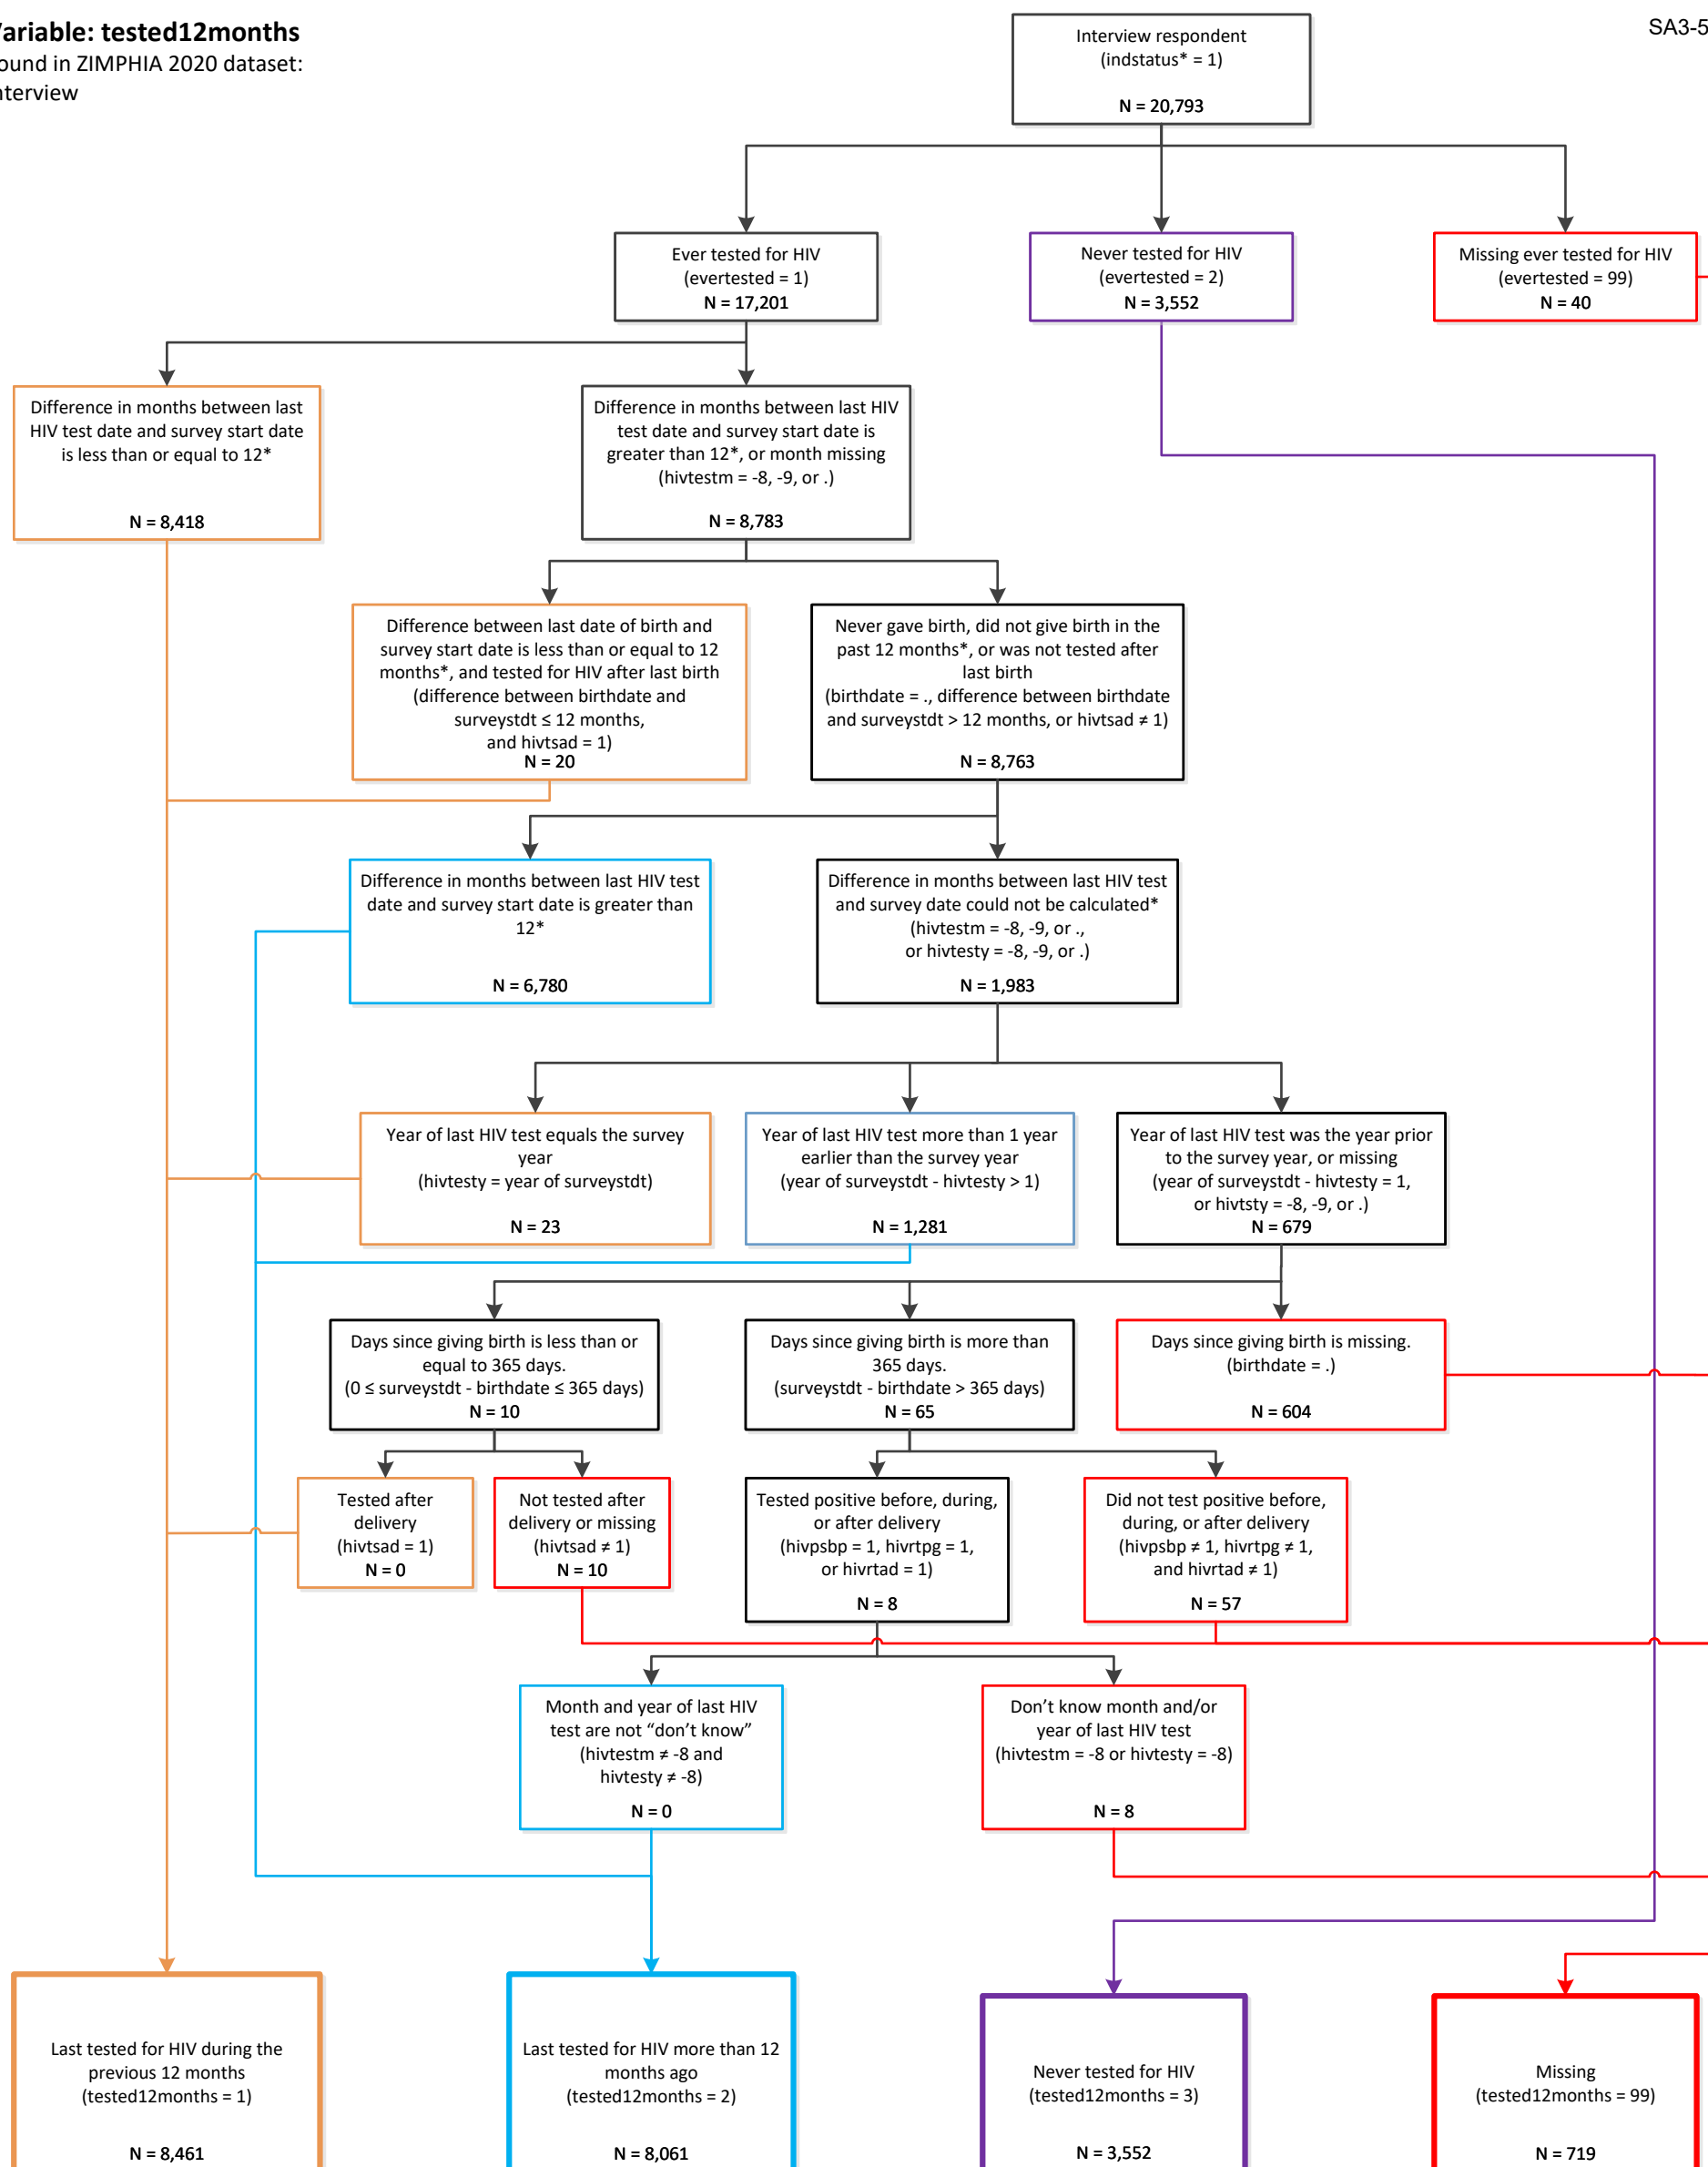 ariable: tested12months
ound in ZIMPHIA 2020 dataset:
nterview
SA3-5
Interview respondent
(indstatus* = 1)
N = 20,793
Ever tested for HIV
(evertested = 1)
N = 17,201
Never tested for HIV
(evertested = 2)
N = 3,552
Missing ever tested for HIV
(evertested = 99)
N = 40
Difference in months between last
HIV test date and survey start date
is less than or equal to 12*
N = 8,418
Difference in months between last HIV
test date and survey start date is
greater than 12*, or month missing
(hivtestm = -8, -9, or .)
N = 8,783
Difference between last date of birth and
survey start date is less than or equal to 12
months*, and tested for HIV after last birth
(difference between birthdate and
surveystdt ≤ 12 months,
and hivtsad = 1)
N = 20
Never gave birth, did not give birth in the
past 12 months*, or was not tested after
last birth
(birthdate = ., difference between birthdate
and surveystdt > 12 months, or hivtsad ≠ 1)
N = 8,763
Difference in months between last HIV test
date and survey start date is greater than
12*
N = 6,780
Difference in months between last HIV test
and survey date could not be calculated*
(hivtestm = -8, -9, or .,
or hivtesty = -8, -9, or .)
N = 1,983
Year of last HIV test equals the survey
year
(hivtesty = year of surveystdt)
N = 23
Year of last HIV test more than 1 year
earlier than the survey year
(year of surveystdt - hivtesty > 1)
N = 1,281
Year of last HIV test was the year prior
to the survey year, or missing
(year of surveystdt - hivtesty = 1,
or hivtsty = -8, -9, or .)
N = 679
Days since giving birth is less than or
equal to 365 days.
(0 ≤ surveystdt - birthdate ≤ 365 days)
N = 10
Days since giving birth is more than
365 days.
(surveystdt - birthdate > 365 days)
N = 65
Days since giving birth is missing.
(birthdate = .)
N = 604
Tested after
delivery
(hivtsad = 1)
N = 0
Not tested after
delivery or missing
(hivtsad ≠ 1)
N = 10
Tested positive before, during,
or after delivery
(hivpsbp = 1, hivrtpg = 1,
or hivrtad = 1)
N = 8
Did not test positive before,
during, or after delivery
(hivpsbp ≠ 1, hivrtpg ≠ 1,
and hivrtad ≠ 1)
N = 57
Month and year of last HIV
test are not “don’t know”
(hivtestm ≠ -8 and
hivtesty ≠ -8)
N = 0
Don’t know month and/or
year of last HIV test
(hivtestm = -8 or hivtesty = -8)
N = 8
Last tested for HIV during the
previous 12 months
(tested12months = 1)
N = 8,461
Last tested for HIV more than 12
months ago
(tested12months = 2)
N = 8,061
Never tested for HIV
(tested12months = 3)
N = 3,552
Missing
(tested12months = 99)
N = 719